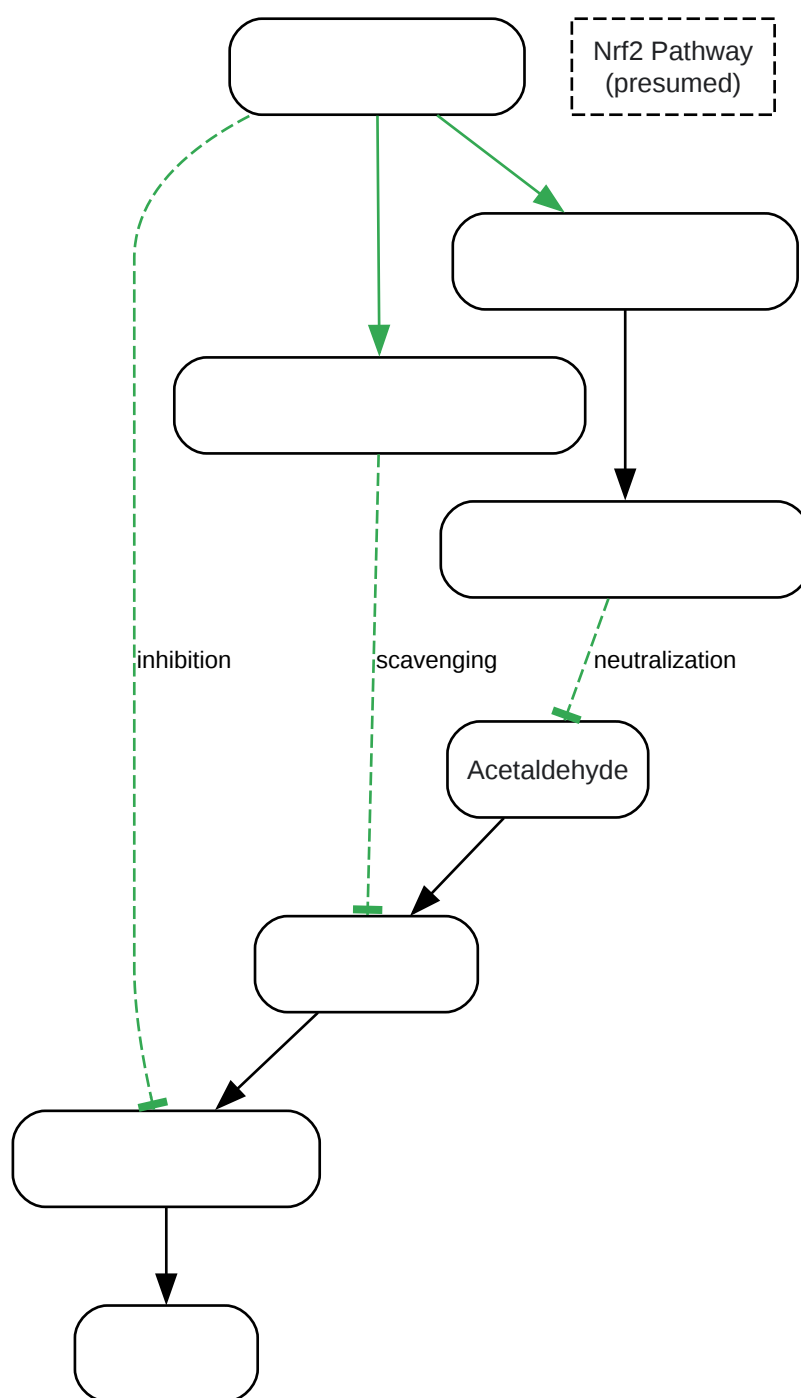 Nrf2 Pathway
(presumed)
inhibition
scavenging
neutralization
Acetaldehyde